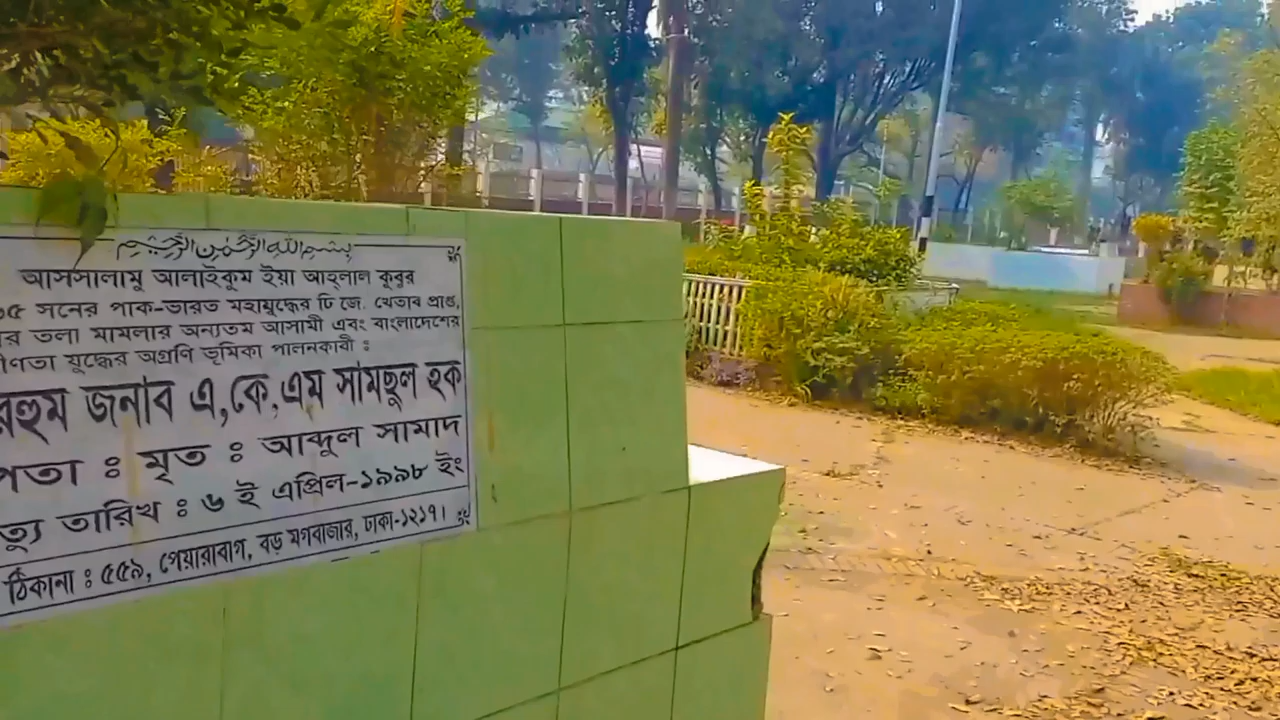 بسم الله الرحمن الرحيم
আসসালামু আলাইকুম ইয়া আহ্লাল কুবুর
৬৫ সনের পাক-ভারত মহাযুদ্ধের টি জে, খেতাব প্রাপ্ত,
তলা মামলার অন্যতম আসামী এবং বাংলাদেশের
যুদ্ধের অগ্রণি ভূমিকা পালনকাবী ঃ
জনাব এ,কে,এম সামছুল হক
ঃ মৃত ঃ আব্দুল সামাদ
তারিখ ঃ ৬ ই এপ্রিল-১৯৯৮ ইং
ঠিকানা ঃ ৫৫৯, পেয়ারাবাগ, বড় মগবাজার, ঢাকা-১২১৭।